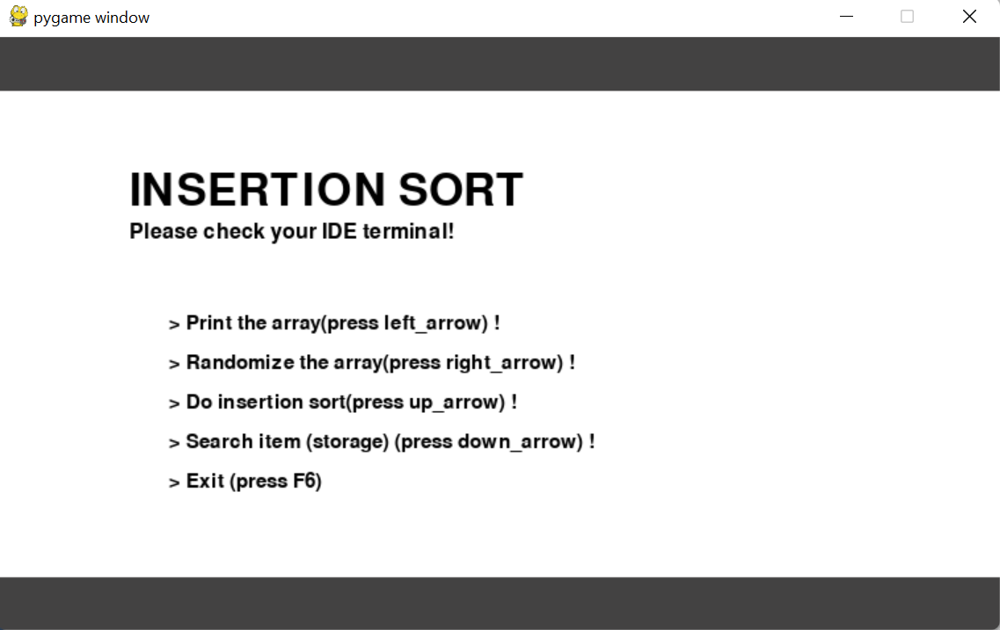 pygame window
INSERTION SORT
Please check your IDE terminal!
> Print the array(press left_arrow) !
> Randomize the array(press right_arrow) !
> Do insertion sort(press up_arrow) !
> Search item (storage) (press down_arrow) !
> Exit (press F6)